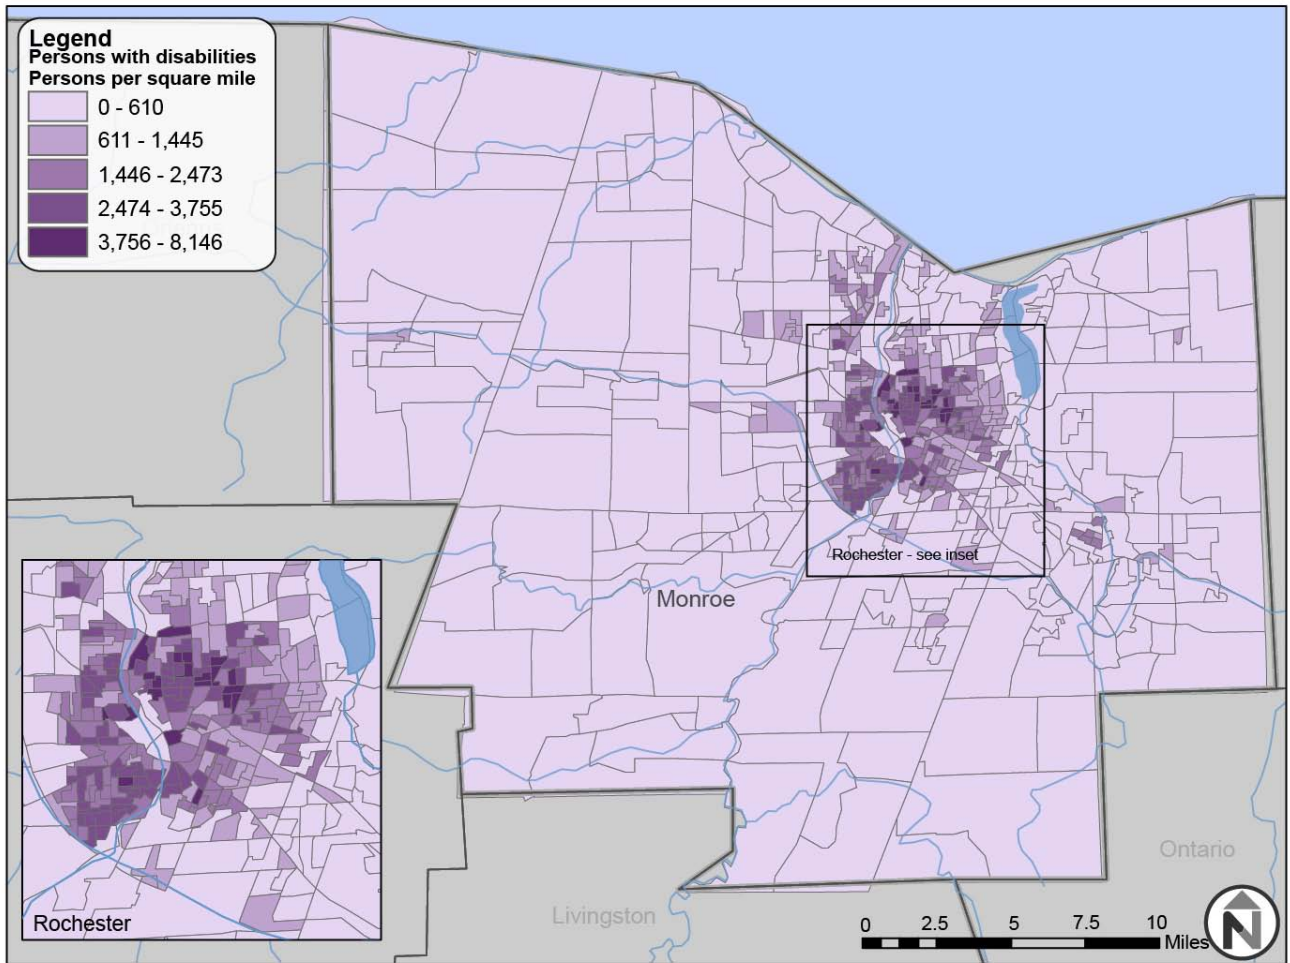 Legend
Persons with disabilities
Persons per square mile
0 - 610
611 - 1,445
1,446 - 2,473
2,474 - 3,755
3,756 - 8,146
Rochester - see inset
Monroe
Rochester
Livingston
Ontario
0 2.5 5 7.5 10
Miles
N